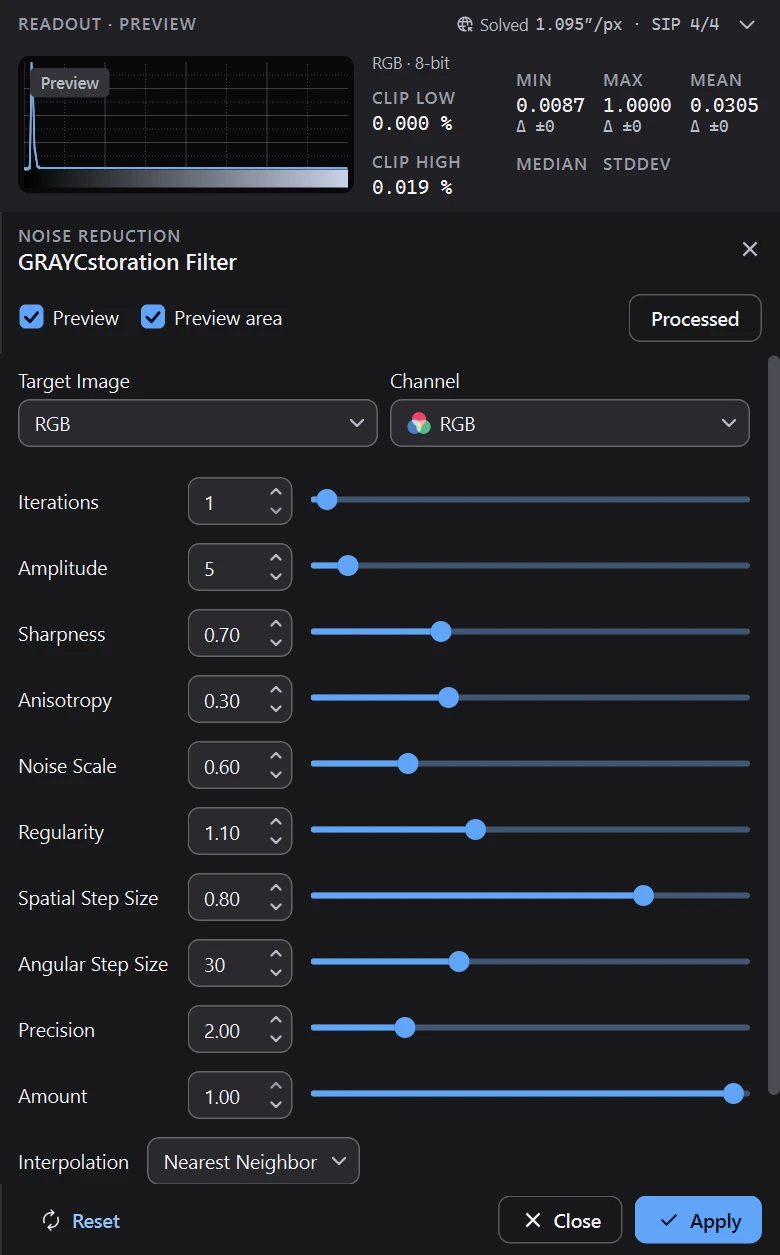 READOUT · PREVIEW
Solved 1.095″/px · SIP 4/4
Preview
RGB · 8-bit
CLIP LOW
0.000 %
CLIP HIGH
0.019 %
MIN MAX MEAN
0.0087 1.0000 0.0305
Δ ±0 Δ ±0 Δ ±0
MEDIAN STDDEV
NOISE REDUCTION
GRAYCstoration Filter
Preview Preview area Processed
Target Image Channel
RGB RGB
Iterations 1
Amplitude 5
Sharpness 0.70
Anisotropy 0.30
Noise Scale 0.60
Regularity 1.10
Spatial Step Size 0.80
Angular Step Size 30
Precision 2.00
Amount 1.00
Interpolation Nearest Neighbor
Reset Close Apply